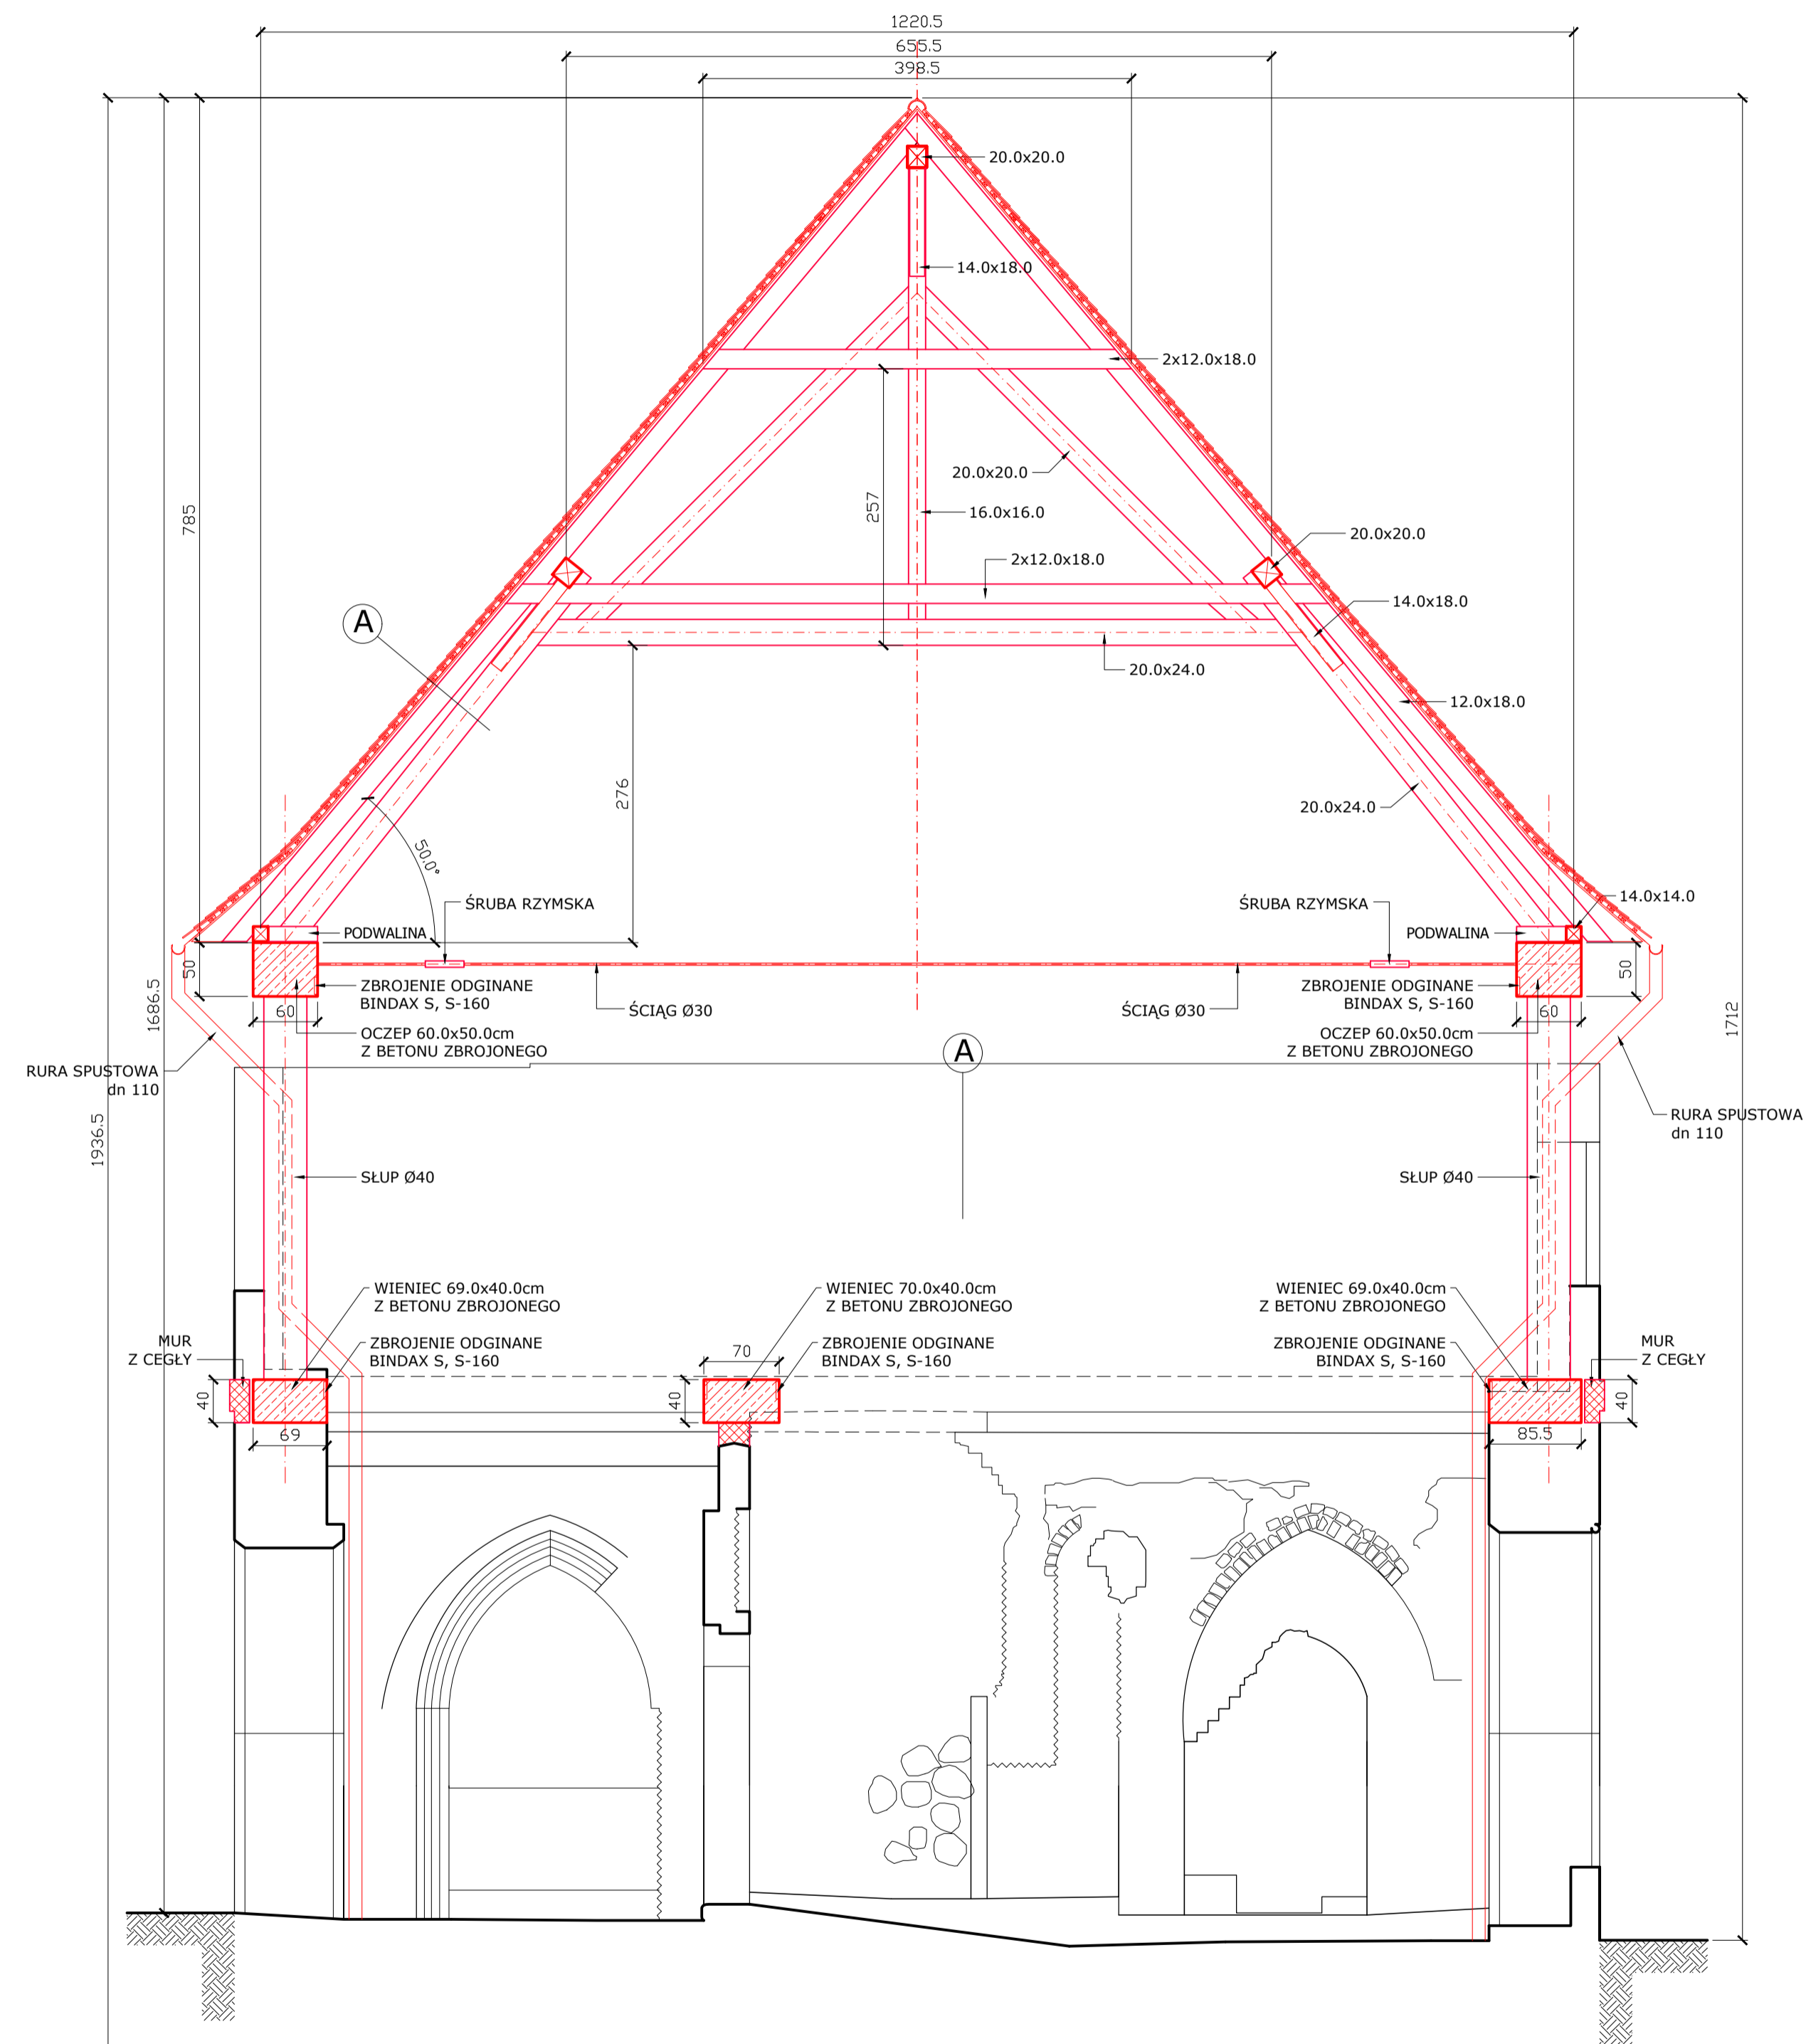 1220.5
655.5
398.5
20.0x20.0
14.0x18.0
2x12.0x18.0
20.0x20.0
16.0x16.0
257
785
20.0x20.0
2x12.0x18.0
14.0x18.0
A
20.0x24.0
12.0x18.0
276
20.0x24.0
50.0°
ŚRUBA RZYMSKA
ŚRUBA RZYMSKA
14.0x14.0
PODWALINA
PODWALINA
50
50
ZBROJENIE ODGINANE
BINDAX S, S-160
ZBROJENIE ODGINANE
BINDAX S, S-160
1686.5
1712
60
60
ŚCIĄG Ø30
ŚCIĄG Ø30
OCZEP 60.0x50.0cm
Z BETONU ZBROJONEGO
OCZEP 60.0x50.0cm
Z BETONU ZBROJONEGO
A
RURA SPUSTOWA
dn 110
RURA SPUSTOWA
dn 110
1936.5
SŁUP Ø40
SŁUP Ø40
WIENIEC 69.0x40.0cm
Z BETONU ZBROJONEGO
WIENIEC 70.0x40.0cm
Z BETONU ZBROJONEGO
WIENIEC 69.0x40.0cm
Z BETONU ZBROJONEGO
MUR
Z CEGŁY
ZBROJENIE ODGINANE
BINDAX S, S-160
70
ZBROJENIE ODGINANE
BINDAX S, S-160
ZBROJENIE ODGINANE
BINDAX S, S-160
MUR
Z CEGŁY
40
40
40
69
85.5